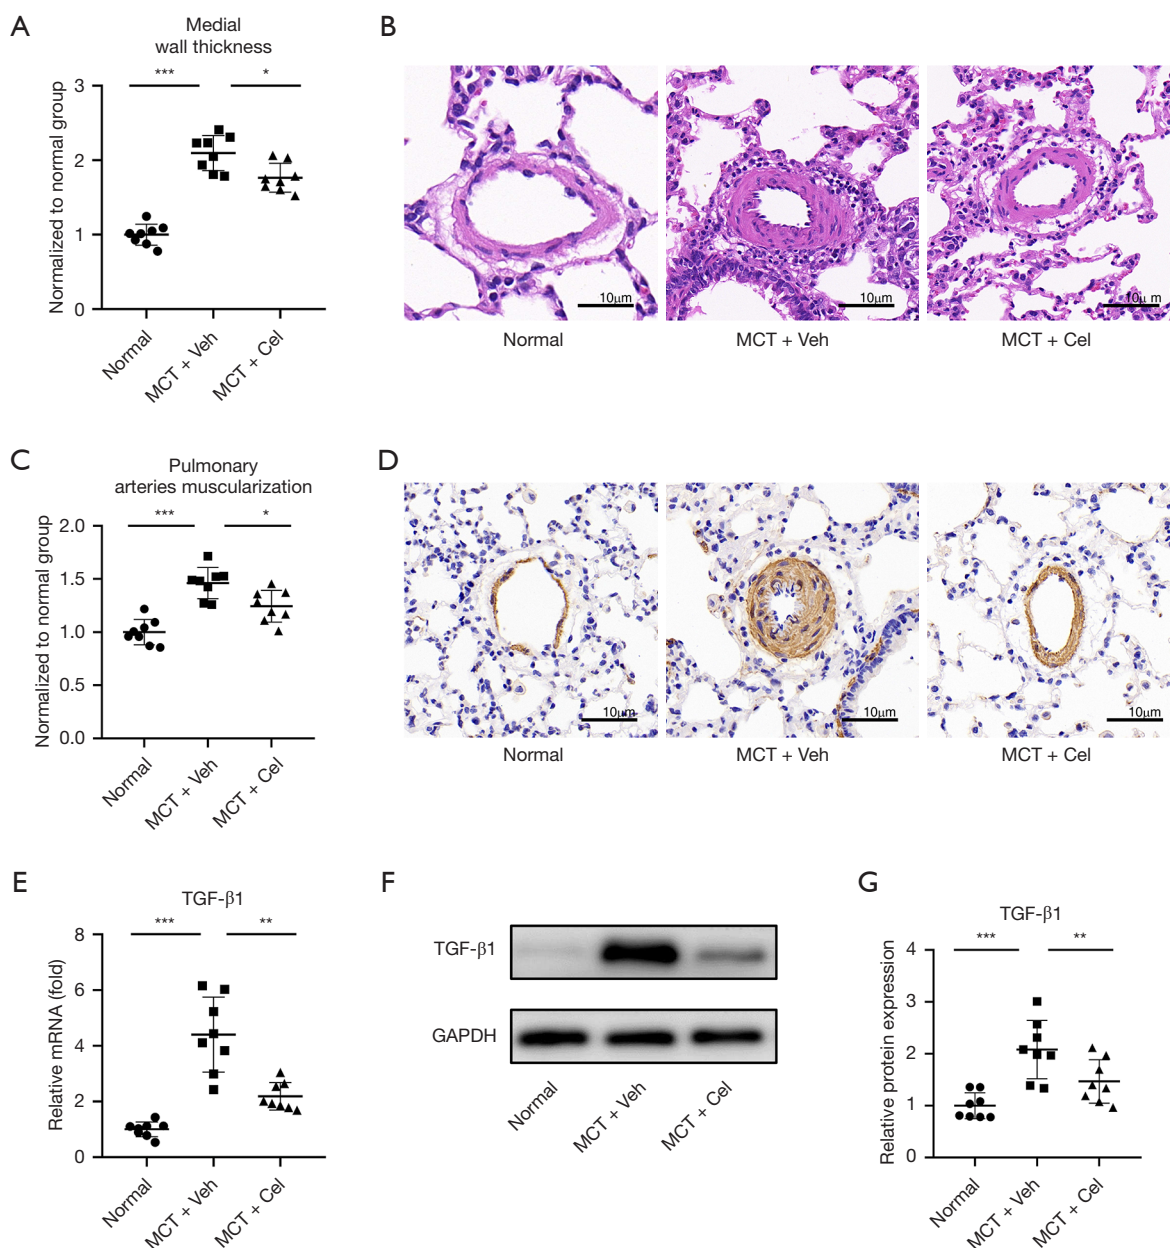 A
Medial
wall thickness
***
*
Normalized to normal group
3
2
1
0
Normal
MCT + Veh
MCT + Cel
B
10μm
10μm
10μ m
Normal
MCT + Veh
MCT + Cel
C
Pulmonary
arteries muscularization
***
*
Normalized to normal group
2.0
1.5
1.0
0.5
0.0
Normal
MCT + Veh
MCT + Cel
D
10μm
10μm
10μm
Normal
MCT + Veh
MCT + Cel
E
TGF-β1
***
**
Relative mRNA (fold)
8
6
4
2
0
Normal
MCT + Veh
MCT + Cel
F
TGF-β1
GAPDH
Normal
MCT + Veh
MCT + Cel
G
TGF-β1
***
**
Relative protein expression
4
3
2
1
0
Normal
MCT + Veh
MCT + Cel